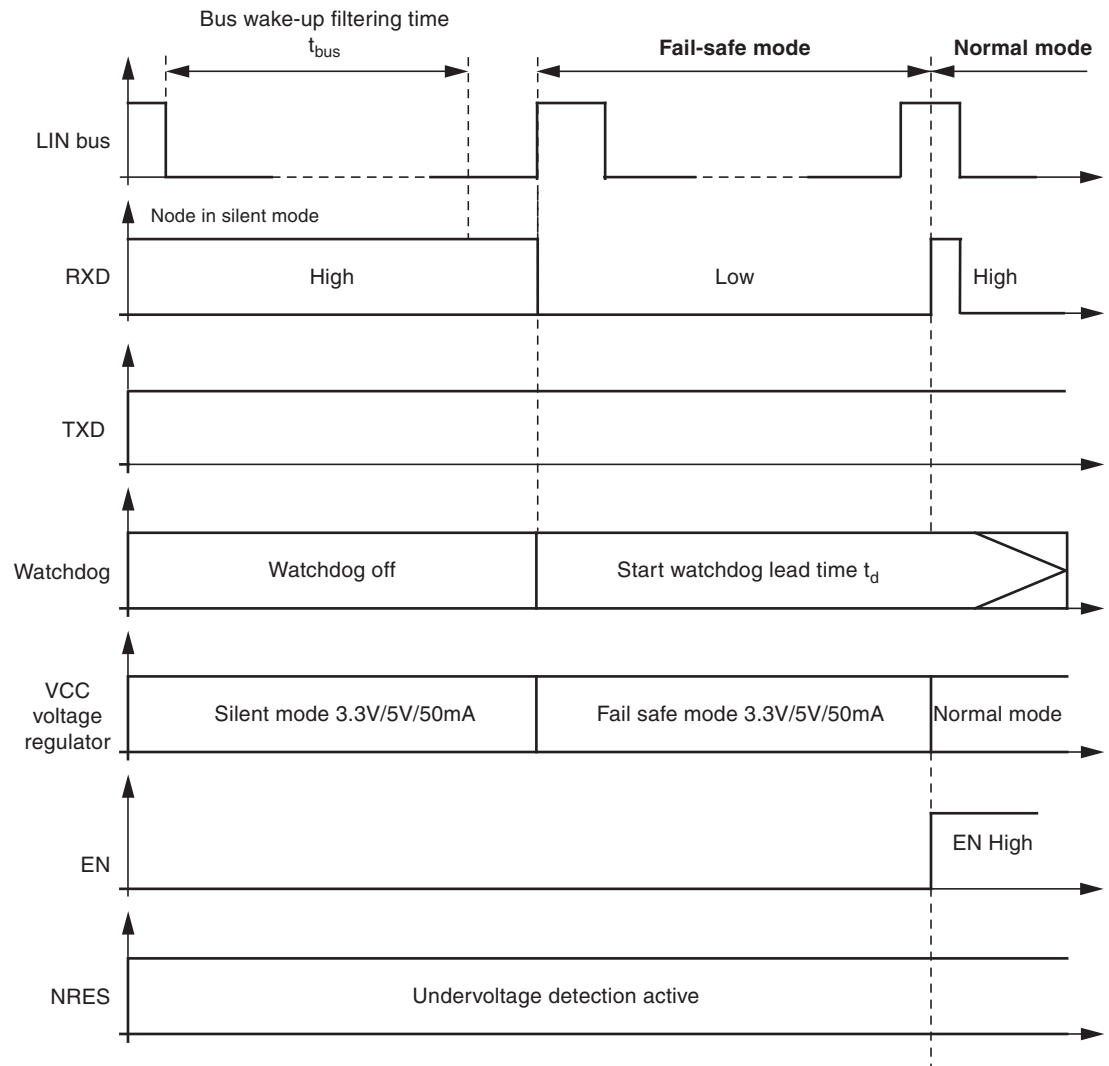 Bus wake-up filtering time
tbus
Fail-safe mode
Normal mode
LIN bus
Node in silent mode
RXD
High
Low
High
TXD
Watchdog
Watchdog off
Start watchdog lead time td
VCC
voltage
regulator
Silent mode 3.3V/5V/50mA
Fail safe mode 3.3V/5V/50mA
Normal mode
EN
EN High
NRES
Undervoltage detection active